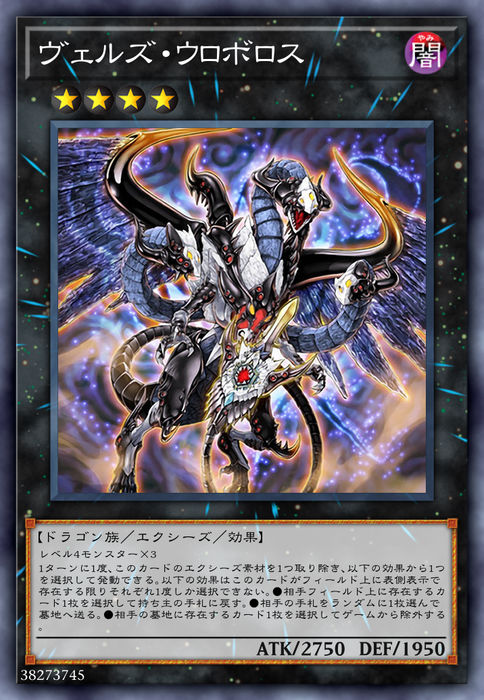 ヴェルズ・ウロボロス
やみ
闇
【ドラゴン族／エクシーズ／効果】
レベル4モンスター×3
1ターンに1度、このカードのエクシーズ素材を1つ取り除き、以下の効果から1つ
を選択して発動できる。以下の効果はこのカードがフィールド上に表側表示で
存在する限りそれぞれ1度しか選択できない。●相手フィールド上に存在するカ
ード1枚を選択して持ち主の手札に戻す。●相手の手札をランダムに1枚選んで
墓地へ送る。●相手の墓地に存在するカード1枚を選択してゲームから除外する
。
ATK/2750 DEF/1950
38273745